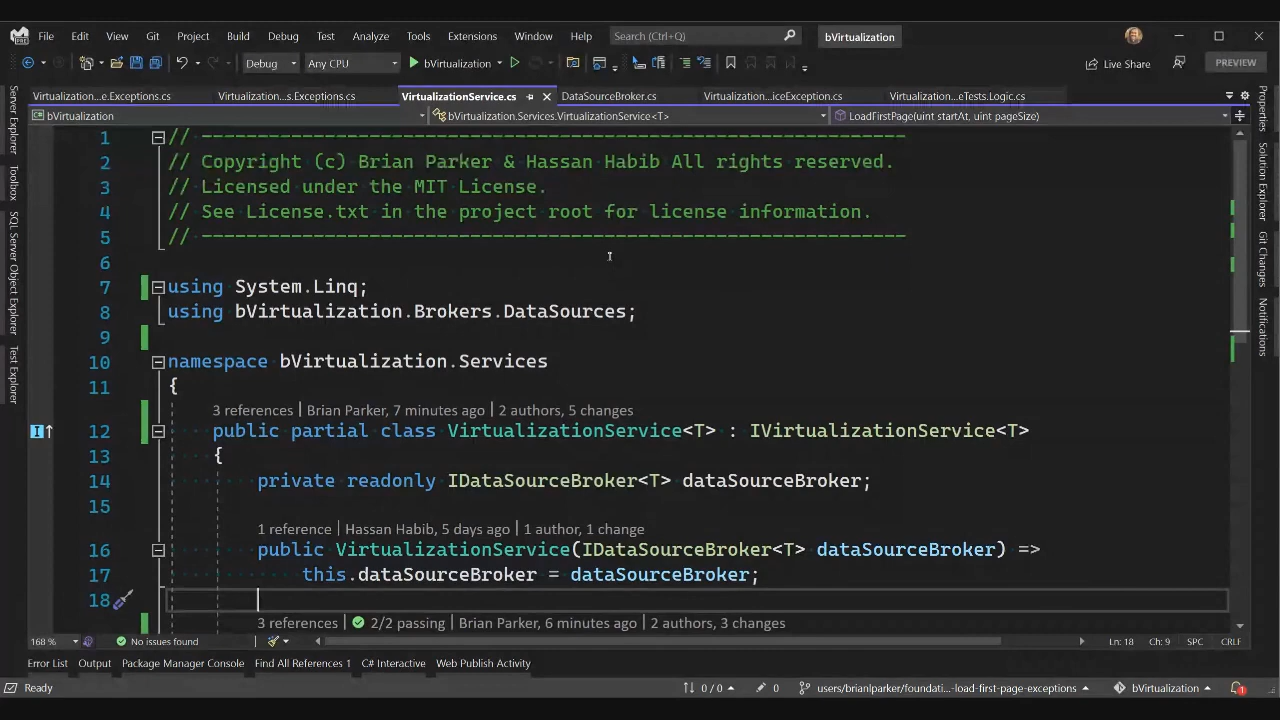 File Edit View Git Project Build Debug Test Analyze Tools Extensions Window Help Search (Ctrl+Q) bVirtualization
Debug Any CPU bVirtualization Live Share PREVIEW
Virtualization...e.Exceptions.cs Virtualization...s.Exceptions.cs VirtualizationService.cs DataSourceBroker.cs Virtualization...iceException.cs Virtualization...eTests.Logic.cs
bVirtualization bVirtualization.Services.VirtualizationService<T> LoadFirstPage(uint startAt, uint pageSize)
Server Explorer
Toolbox
SQL Server Object Explorer
Test Explorer
1 // ---------------------------------------------------------------
2 // Copyright (c) Brian Parker & Hassan Habib All rights reserved.
3 // Licensed under the MIT License.
4 // See License.txt in the project root for license information.
5 // ---------------------------------------------------------------
6
7 using System.Linq;
8 using bVirtualization.Brokers.DataSources;
9
10 namespace bVirtualization.Services
11 {
3 references | Brian Parker, 7 minutes ago | 2 authors, 5 changes
12 public partial class VirtualizationService<T> : IVirtualizationService<T>
13 {
14 private readonly IDataSourceBroker<T> dataSourceBroker;
15
1 reference | Hassan Habib, 5 days ago | 1 author, 1 change
16 public VirtualizationService(IDataSourceBroker<T> dataSourceBroker) =>
17 this.dataSourceBroker = dataSourceBroker;
18
3 references | 2/2 passing | Brian Parker, 6 minutes ago | 2 authors, 3 changes
Properties
Solution Explorer
Git Changes
Notifications
168 % No issues found Ln: 18 Ch: 9 SPC CRLF
Error List Output Package Manager Console Find All References 1 C# Interactive Web Publish Activity
Ready 0 / 0 0 users/brianlparker/foundati...-load-first-page-exceptions bVirtualization 1